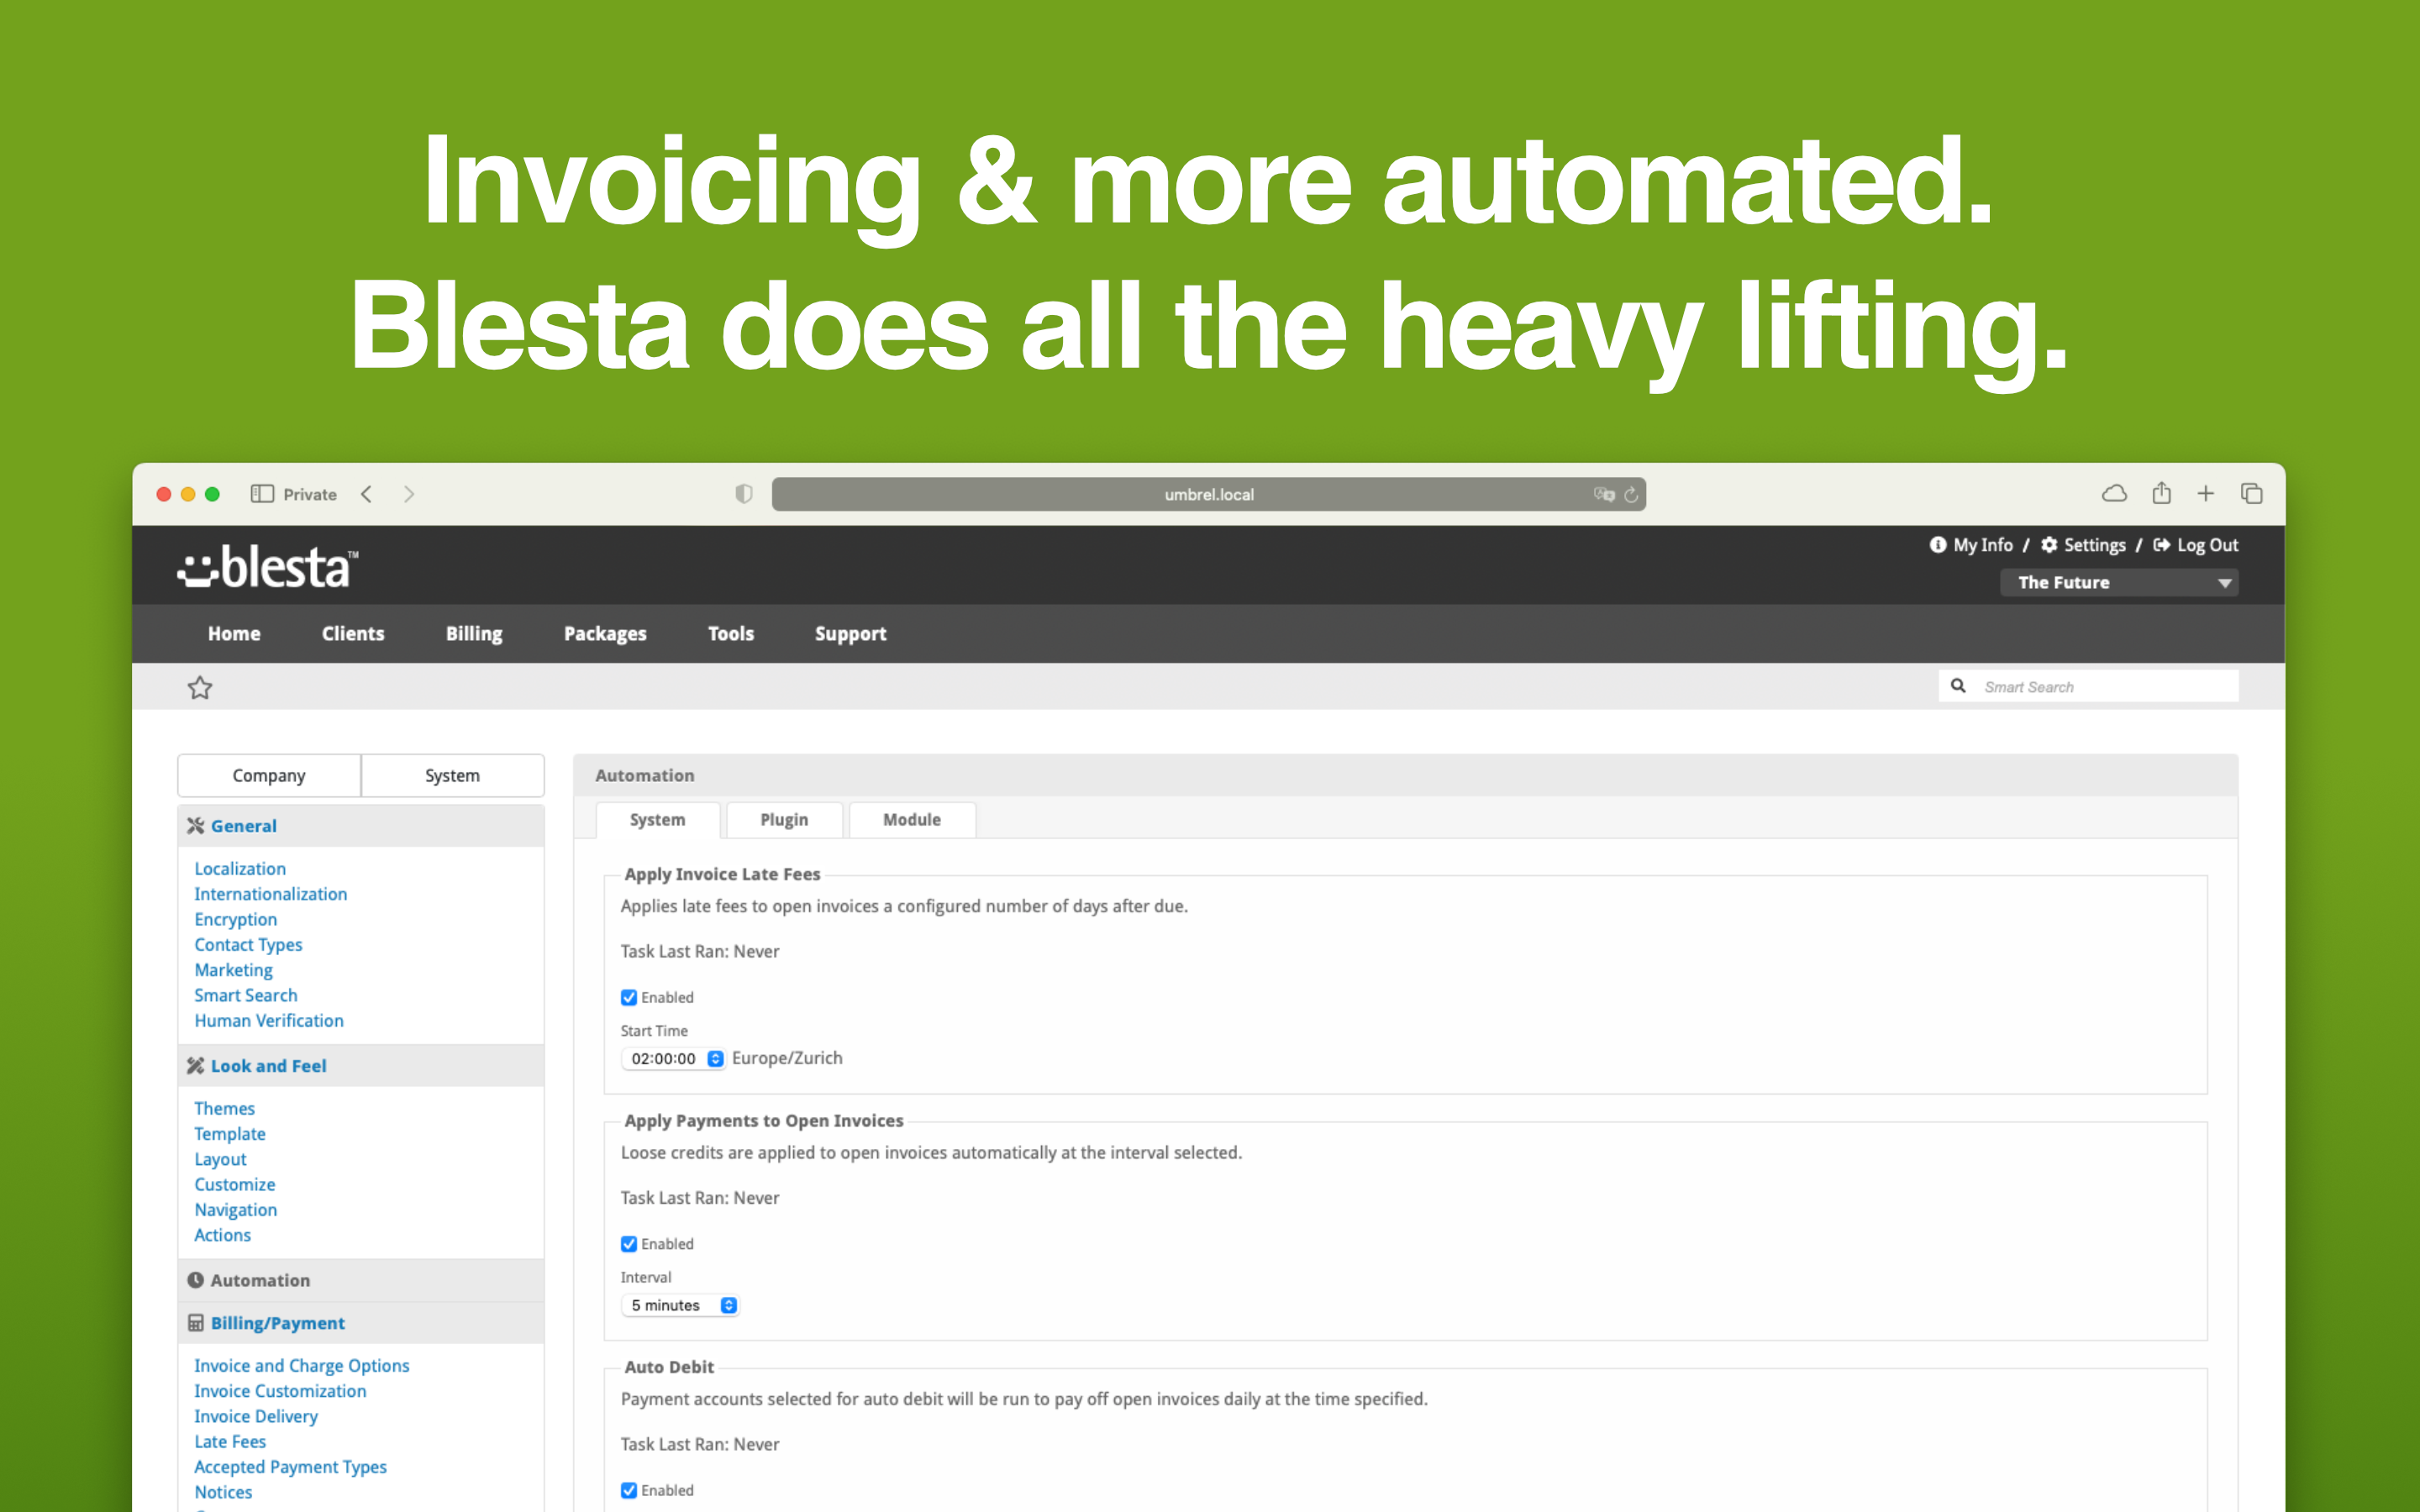 Invoicing & more automated.
Blesta does all the heavy lifting.
Private
umbrel.local
blesta™
My Info / Settings / Log Out
The Future
Home Clients Billing Packages Tools Support
Smart Search
Company System
General
Localization
Internationalization
Encryption
Contact Types
Marketing
Smart Search
Human Verification
Look and Feel
Themes
Template
Layout
Customize
Navigation
Actions
Automation
Billing/Payment
Invoice and Charge Options
Invoice Customization
Invoice Delivery
Late Fees
Accepted Payment Types
Notices
Automation
System Plugin Module
Apply Invoice Late Fees
Applies late fees to open invoices a configured number of days after due.
Task Last Ran: Never
Enabled
Start Time
02:00:00 Europe/Zurich
Apply Payments to Open Invoices
Loose credits are applied to open invoices automatically at the interval selected.
Task Last Ran: Never
Enabled
Interval
5 minutes
Auto Debit
Payment accounts selected for auto debit will be run to pay off open invoices daily at the time specified.
Task Last Ran: Never
Enabled